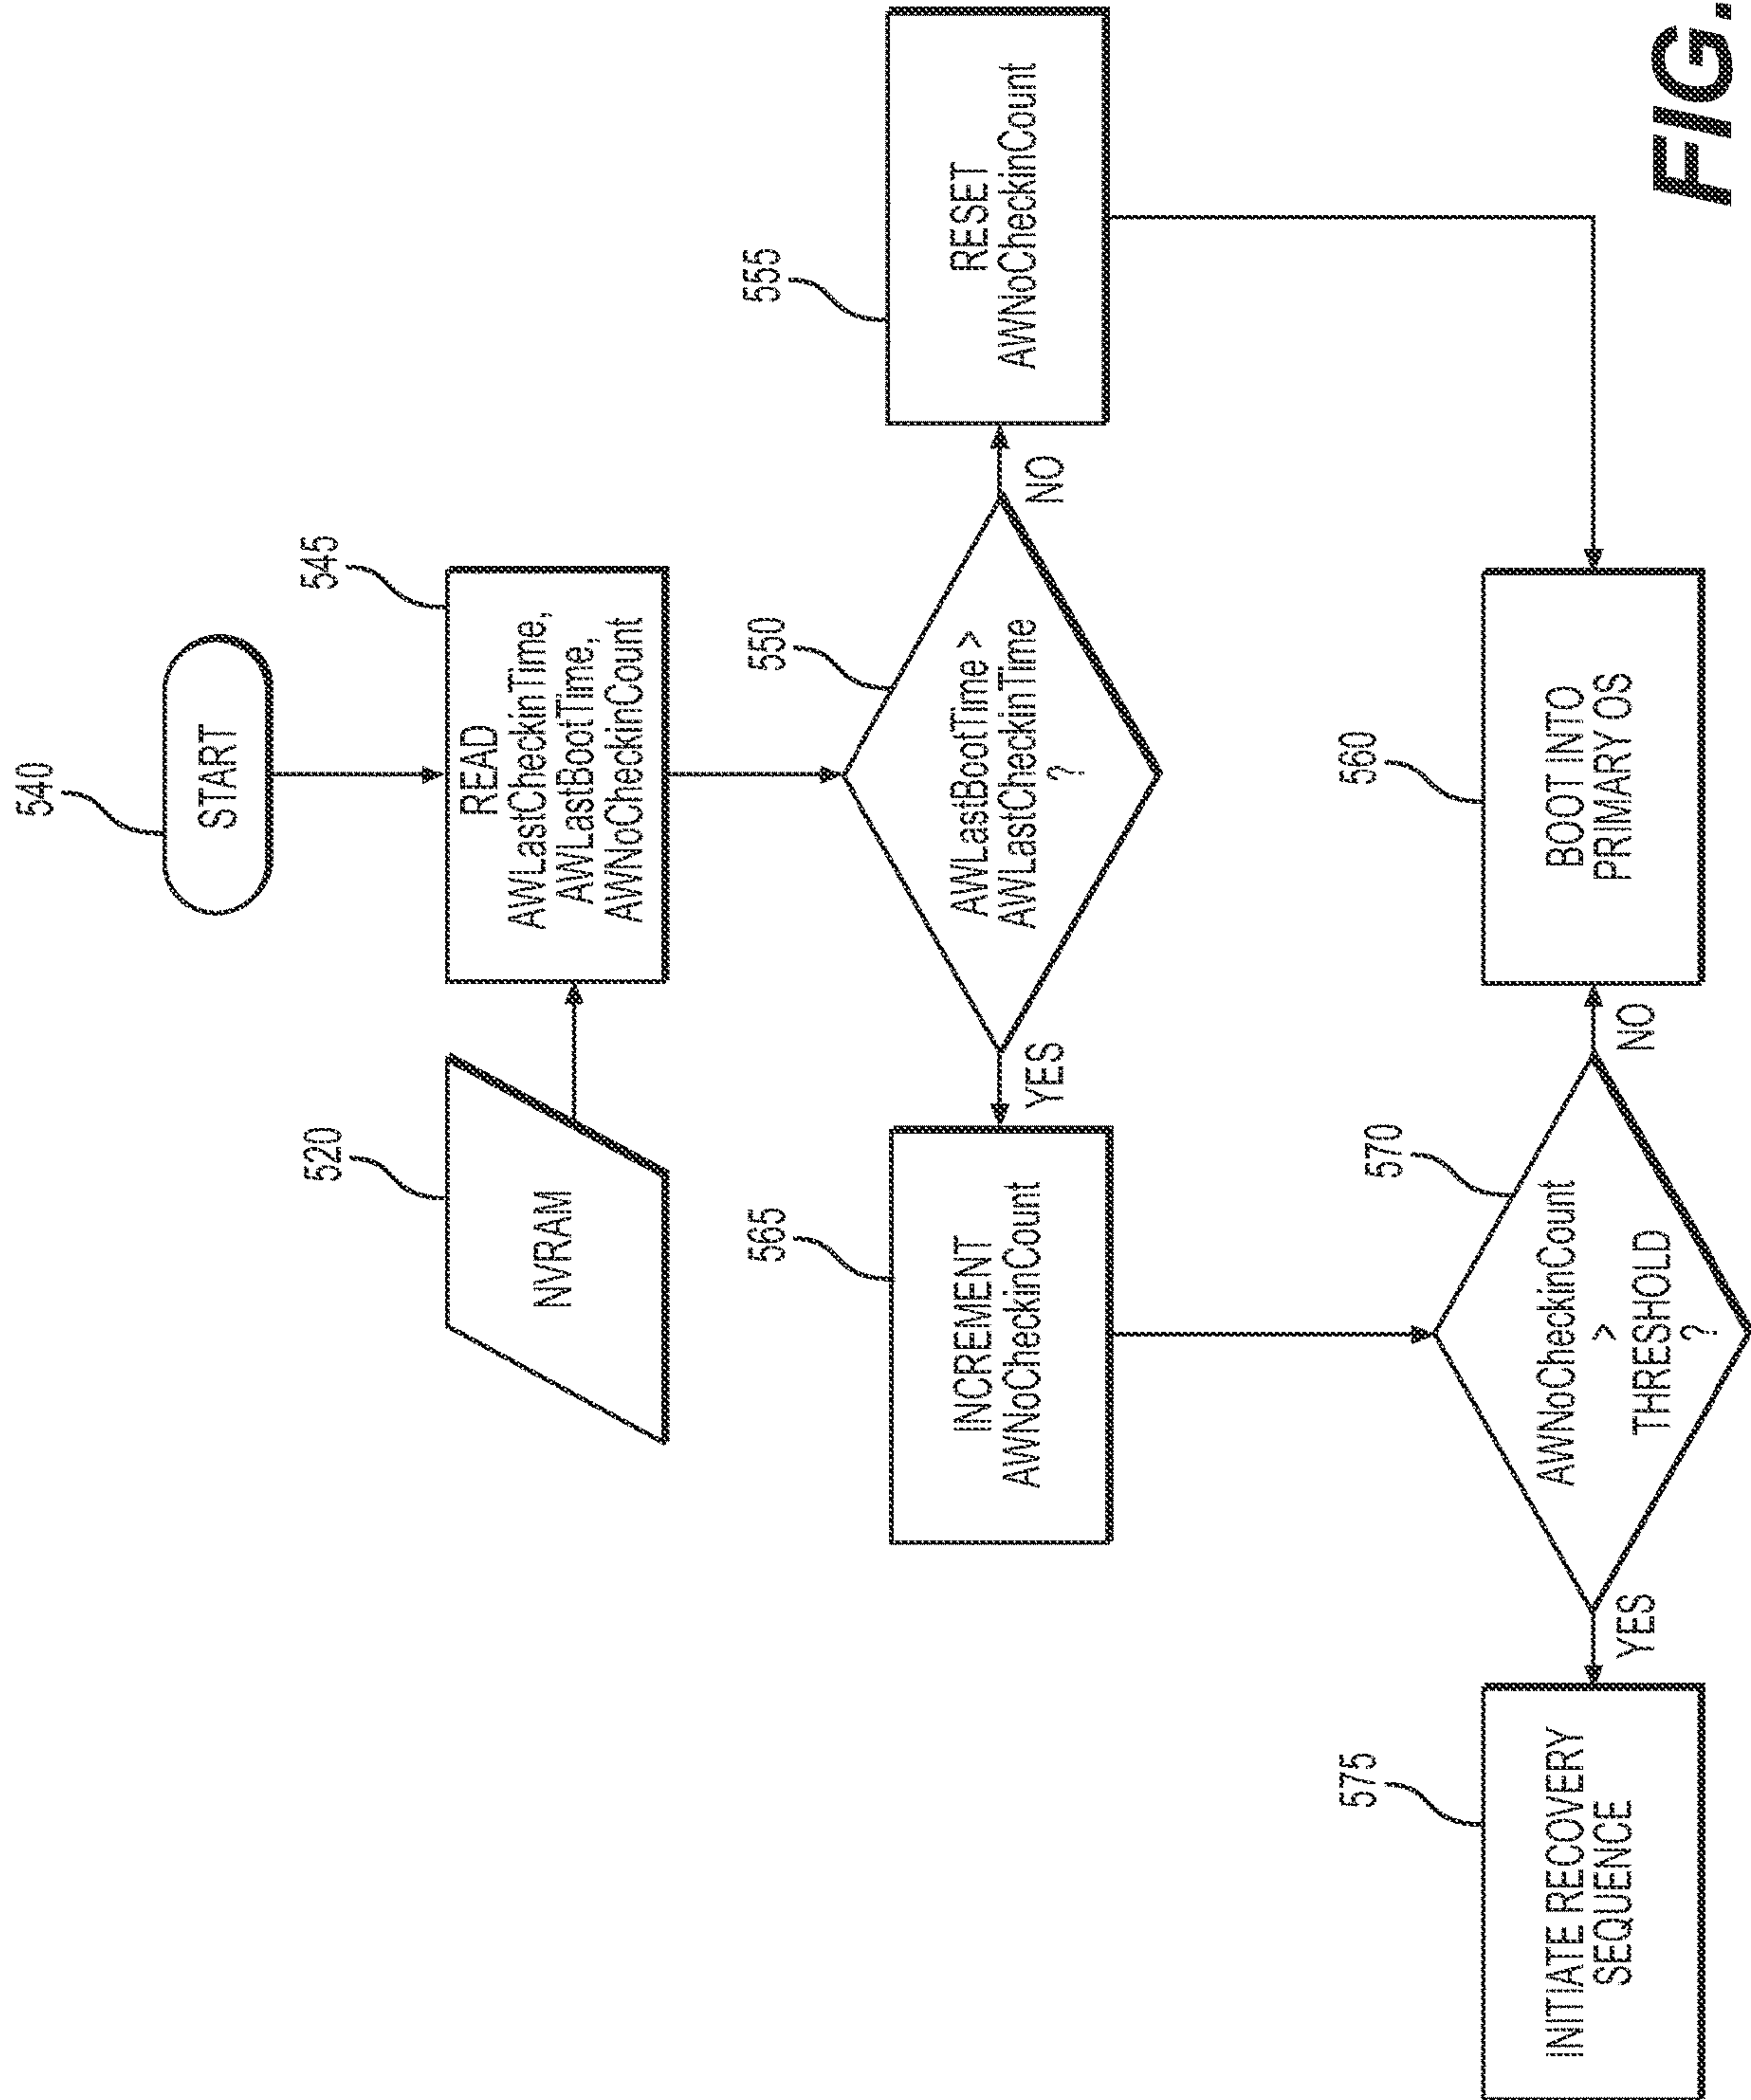 540
START
520
NVRAM
545
READ
AWLastCheckinTime,
AWLastBootTime,
AWNoCheckinCount
550
AWLastBootTime >
AWLastCheckinTime
?
YES
NO
565
INCREMENT
AWNoCheckinCount
555
RESET
AWNoCheckinCount
570
AWNoCheckinCount
>
THRESHOLD
?
YES
NO
575
INITIATE RECOVERY
SEQUENCE
560
BOOT INTO
PRIMARY OS
FIG.